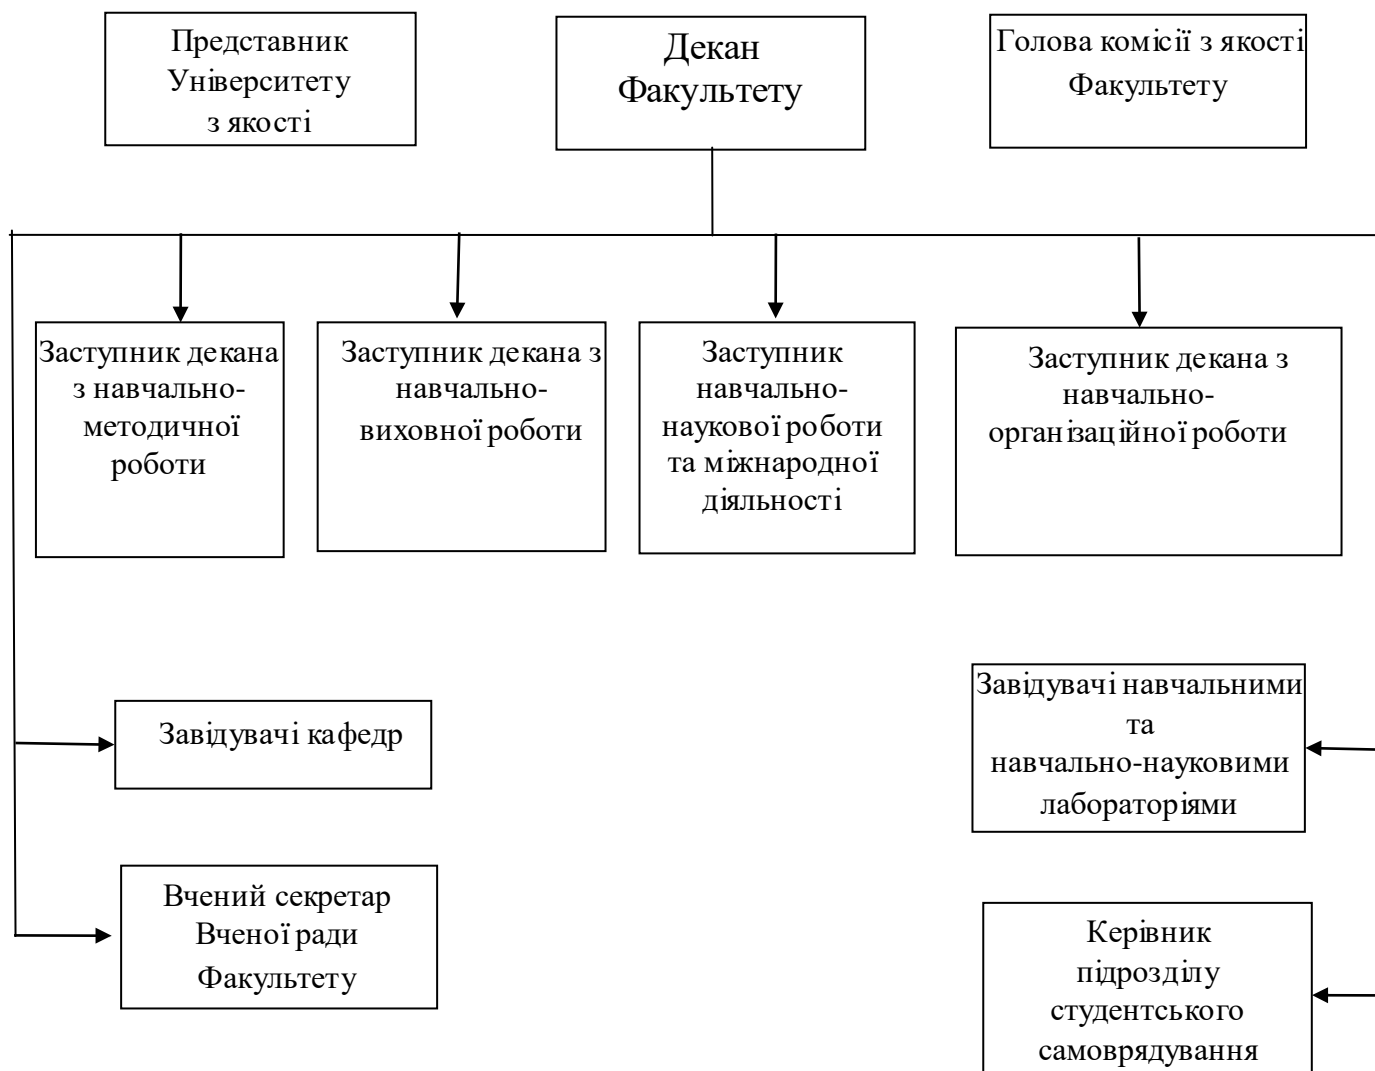 Представник
Університету
з якості
Декан
Факультету
Голова комісії з якості
Факультету
Заступник декана
з навчально-
методичної
роботи
Заступник декана з
навчально-
виховної роботи
Заступник
навчально-
наукової роботи
та міжнародної
діяльності
Заступник декана з
навчально-
організаційної роботи
Завідувачі кафедр
Завідувачі навчальними
та
навчально-науковими
лабораторіями
Вчений секретар
Вченої ради
Факультету
Керівник
підрозділу
студентського
самоврядування